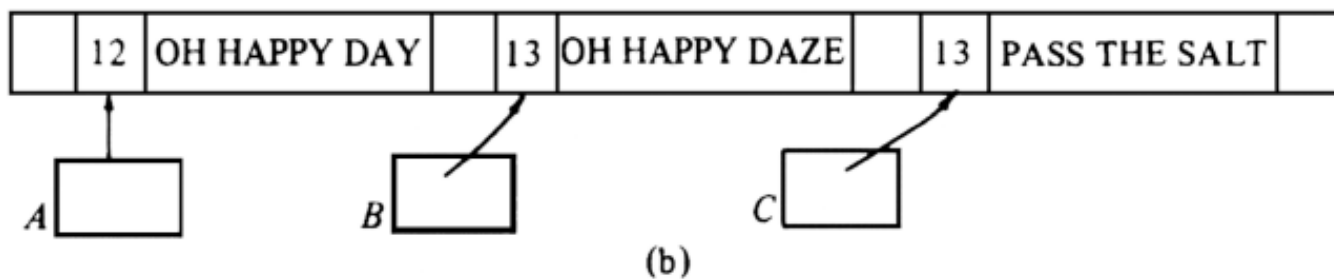 12 OH HAPPY DAY 13 OH HAPPY DAZE 13 PASS THE SALT
A B C
(b)